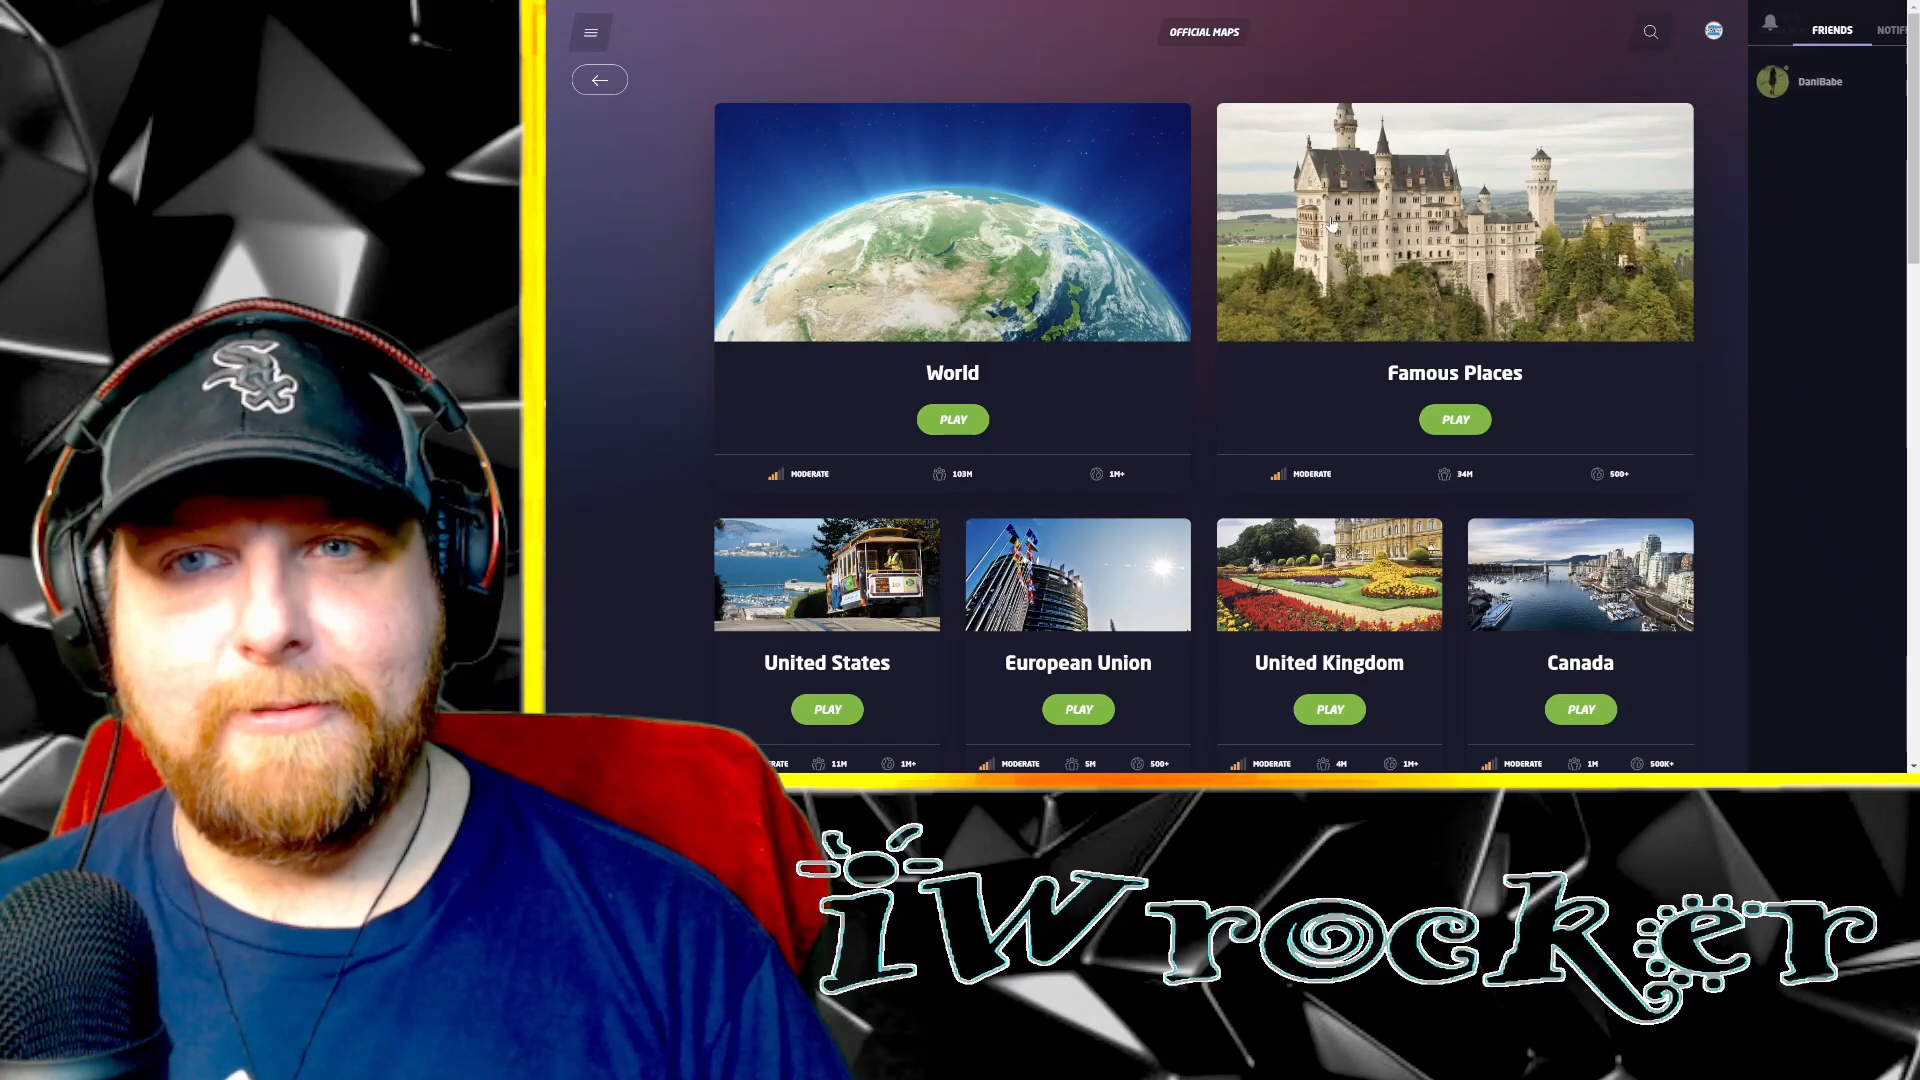 OFFICIAL MAPS
FRIENDS
NOTIF
DaniBabe
World
Famous Places
PLAY
PLAY
MODERATE 103M 1M+
MODERATE 34M 500+
United States
European Union
United Kingdom
Canada
PLAY
PLAY
PLAY
PLAY
RATE 11M 1M+
MODERATE 5M 500+
MODERATE 4M 1M+
MODERATE 1M 500K+
iWrocker